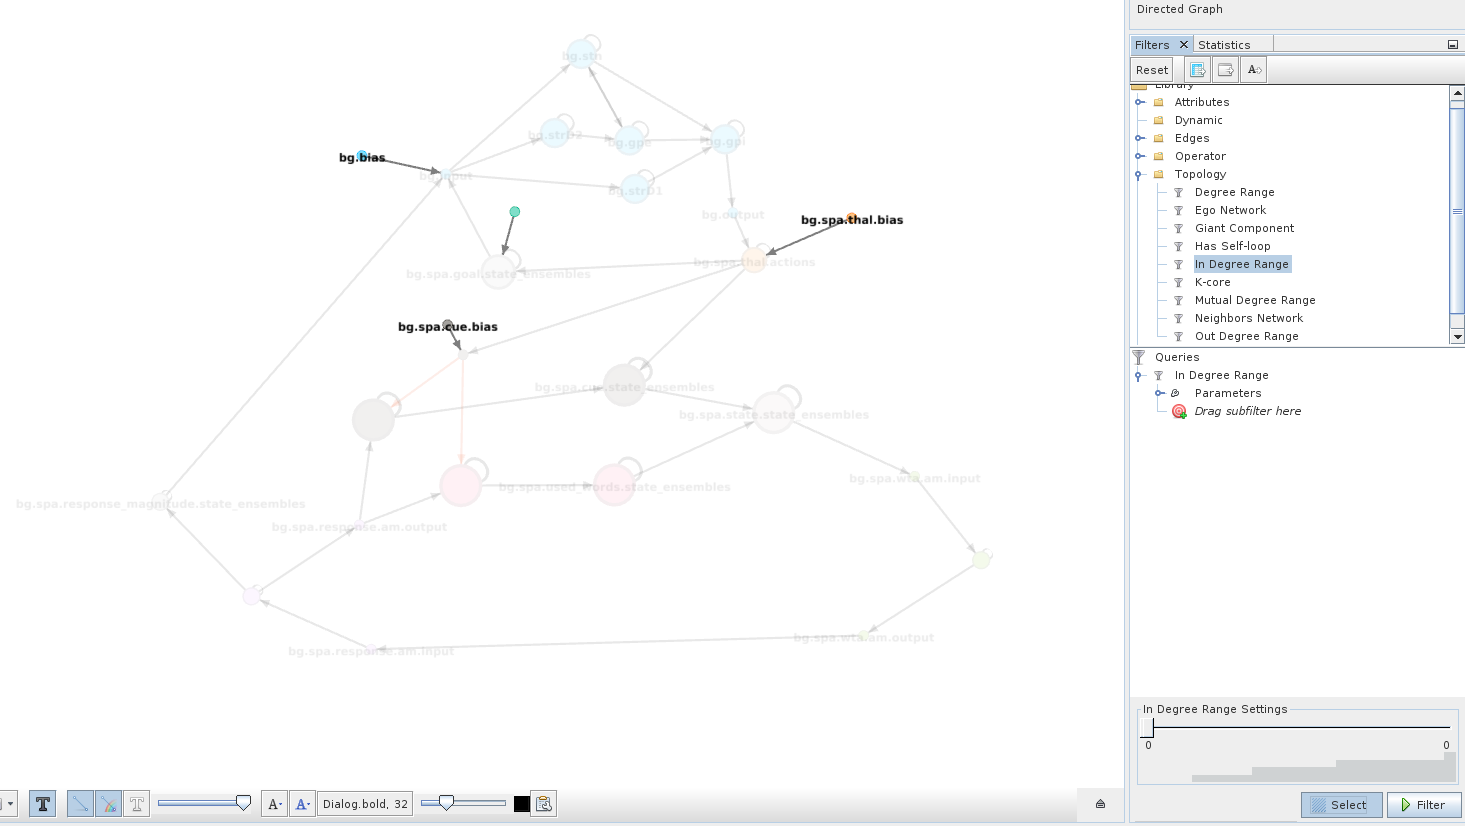 Directed Graph
Filters
Statistics
Reset
A
Library
Attributes
Dynamic
Edges
Operator
Topology
Degree Range
Ego Network
Giant Component
Has Self-loop
In Degree Range
K-core
Mutual Degree Range
Neighbors Network
Out Degree Range
Queries
In Degree Range
Parameters
Drag subfilter here
In Degree Range Settings
0
0
Select
Filter
bg.stn
bg.strD2
bg.gpe
bg.gpi
bg.bias
bg.input
bg.strD1
bg.output
bg.spa.thal.bias
bg.spa.thal.actions
bg.spa.goal.state_ensembles
bg.spa.cue.bias
bg.spa.cue.state_ensembles
bg.spa.state.state_ensembles
bg.spa.wta.am.input
bg.spa.used_words.state_ensembles
bg.spa.response_magnitude.state_ensembles
bg.spa.response.am.output
bg.spa.wta.am.output
bg.spa.response.am.input
T
T
A
A
Dialog.bold, 32